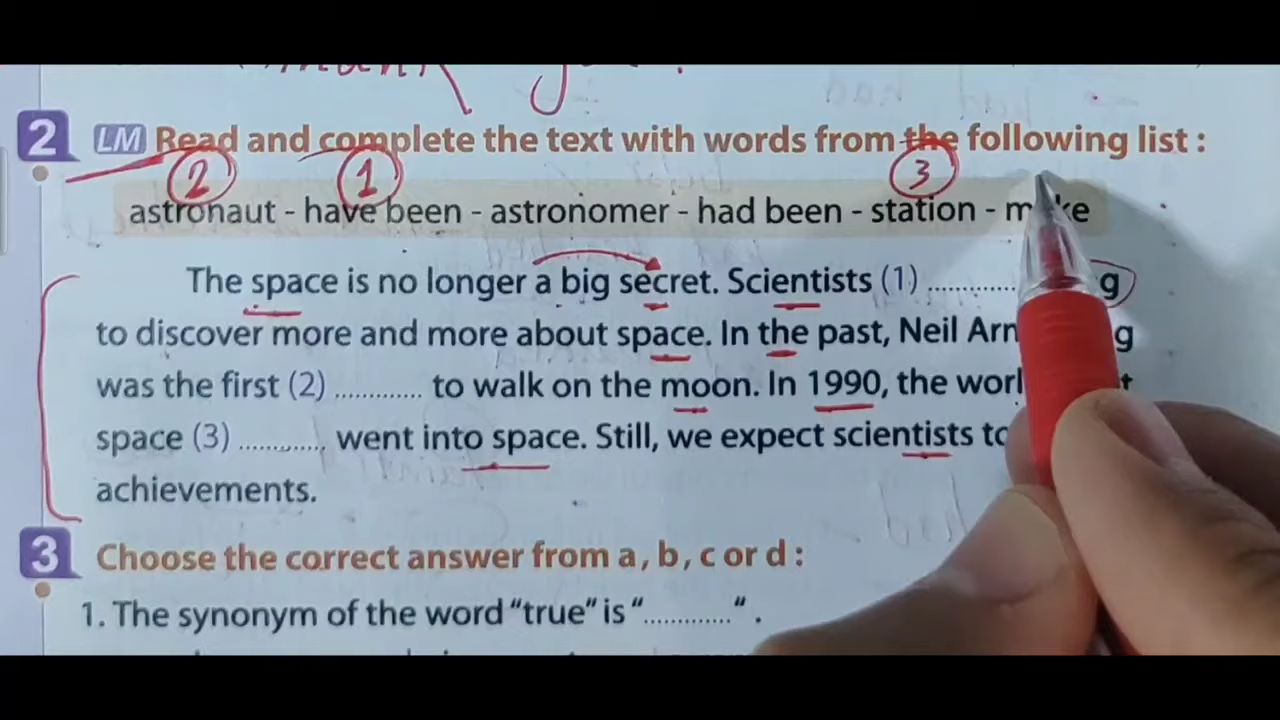 thank you.
2 LM Read and complete the text with words from the following list :
2 1 3
astronaut - have been - astronomer - had been - station - make
The space is no longer a big secret. Scientists (1) .............
to discover more and more about space. In the past, Neil
was the first (2) ............. to walk on the moon. In 1990, the
space (3) ............. went into space. Still, we expect scientists to
achievements.
3 Choose the correct answer from a, b, c or d :
1. The synonym of the word "true" is "............." .